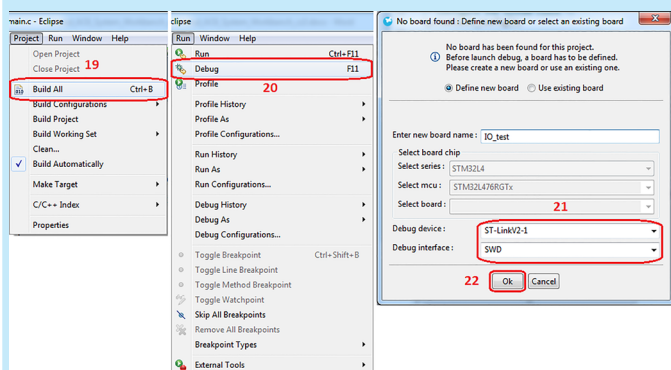 main.c - Eclipse
Project Run Window Help
Open Project
Close Project
19
Build All Ctrl+B
Build Configurations
Build Project
Build Working Set
Clean...
Build Automatically
Make Target
C/C++ Index
Properties
clipse
Run Window Help
Run Ctrl+F11
Debug F11
20
Profile
Profile History
Profile As
Profile Configurations...
Run History
Run As
Run Configurations...
Debug History
Debug As
Debug Configurations...
Toggle Breakpoint Ctrl+Shift+B
Toggle Line Breakpoint
Toggle Method Breakpoint
Toggle Watchpoint
Skip All Breakpoints
Remove All Breakpoints
Breakpoint Types
External Tools
No board found : Define new board or select an existing board
No board has been found for this project.
Before launch debug, a board has to be defined.
Please create a new board or use an existing one.
Define new board Use existing board
Enter new board name : IO_test
Select board chip
Select series : STM32L4
Select mcu : STM32L476RGTx
Select board :
21
Debug device : ST-LinkV2-1
Debug interface : SWD
22 Ok Cancel